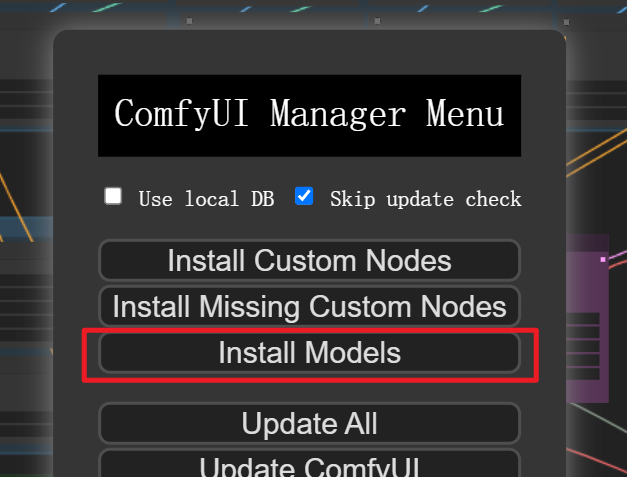 ComfyUI Manager Menu
Use local DB Skip update check
Install Custom Nodes
Install Missing Custom Nodes
Install Models
Update All
Update ComfyUI